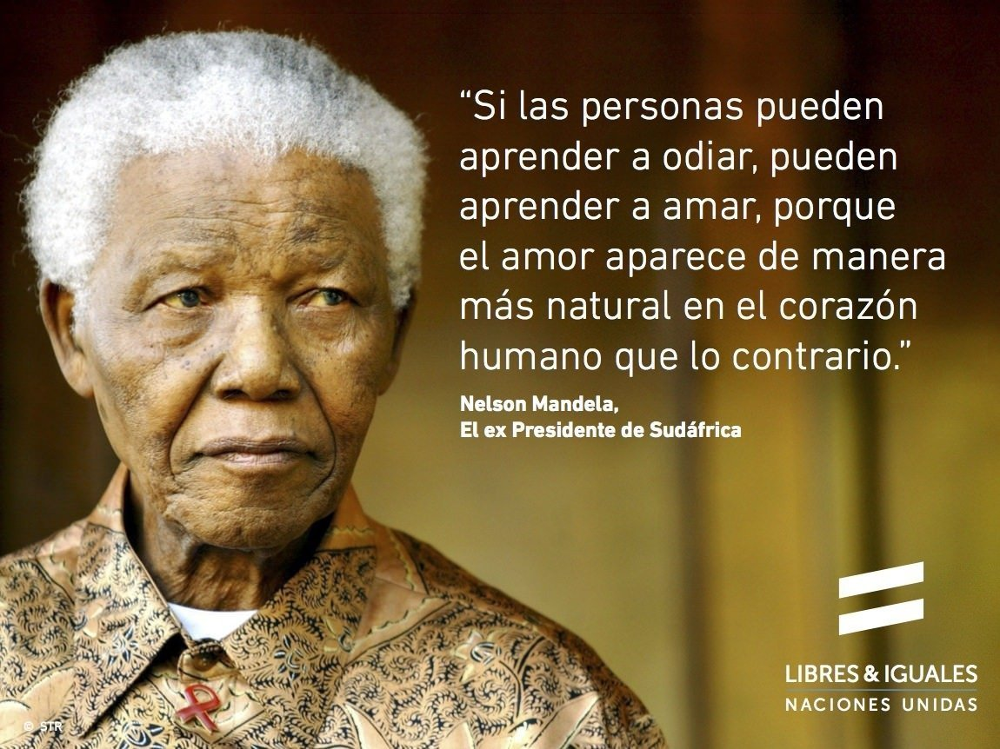 “Si las personas pueden
aprender a odiar, pueden
aprender a amar, porque
el amor aparece de manera
más natural en el corazón
humano que lo contrario.”
Nelson Mandela,
El ex Presidente de Sudáfrica
LIBRES & IGUALES
NACIONES UNIDAS
© STR